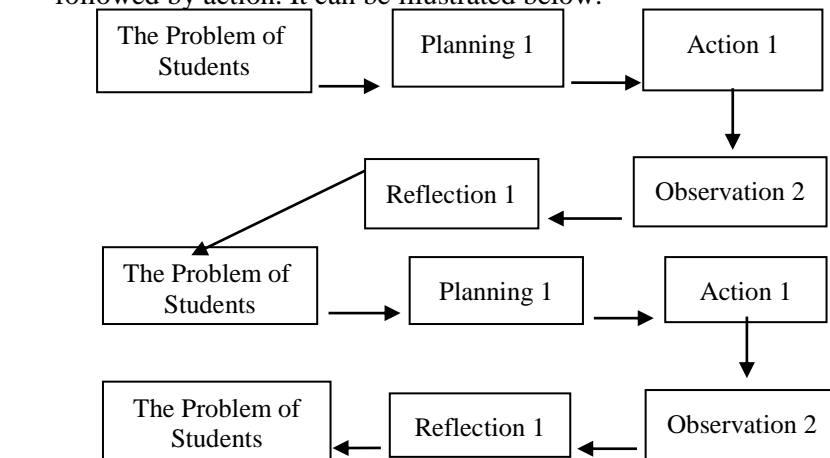 followed by action. It can be illustrated below:
The Problem of
Students
Planning 1
Action 1
Reflection 1
Observation 2
The Problem of
Students
Planning 1
Action 1
The Problem of
Students
Reflection 1
Observation 2